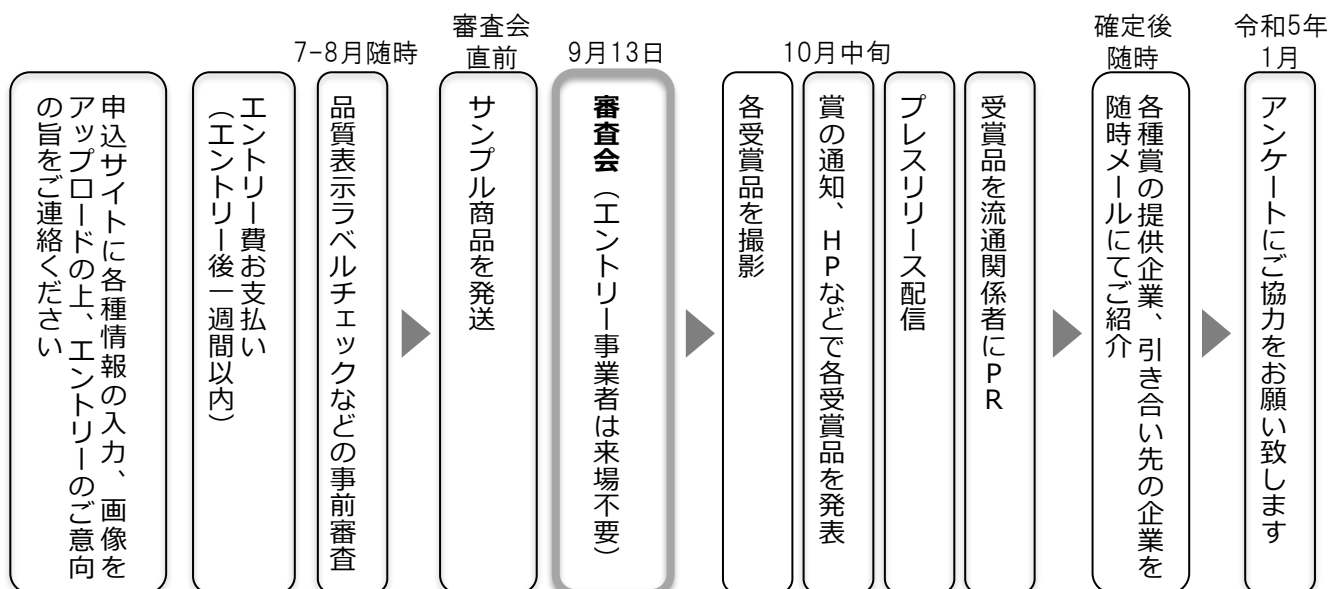 申込サイトに各種情報の入力、画像を
アップロードの上、エントリーのご意向
の旨をご連絡ください
エントリー費お支払い
（エントリー後一週間以内）
7-8月随時
品質表示ラベルチェックなどの事前審査
審査会
直前
サンプル商品を発送
9月13日
審査会（エントリー事業者は来場不要）
10月中旬
各受賞品を撮影
賞の通知、HPなどで各受賞品を発表
プレスリリース配信
受賞品を流通関係者にPR
確定後
随時
各種賞の提供企業、引き合い先の企業を
随時メールにてご紹介
令和5年
1月
アンケートにご協力をお願い致します